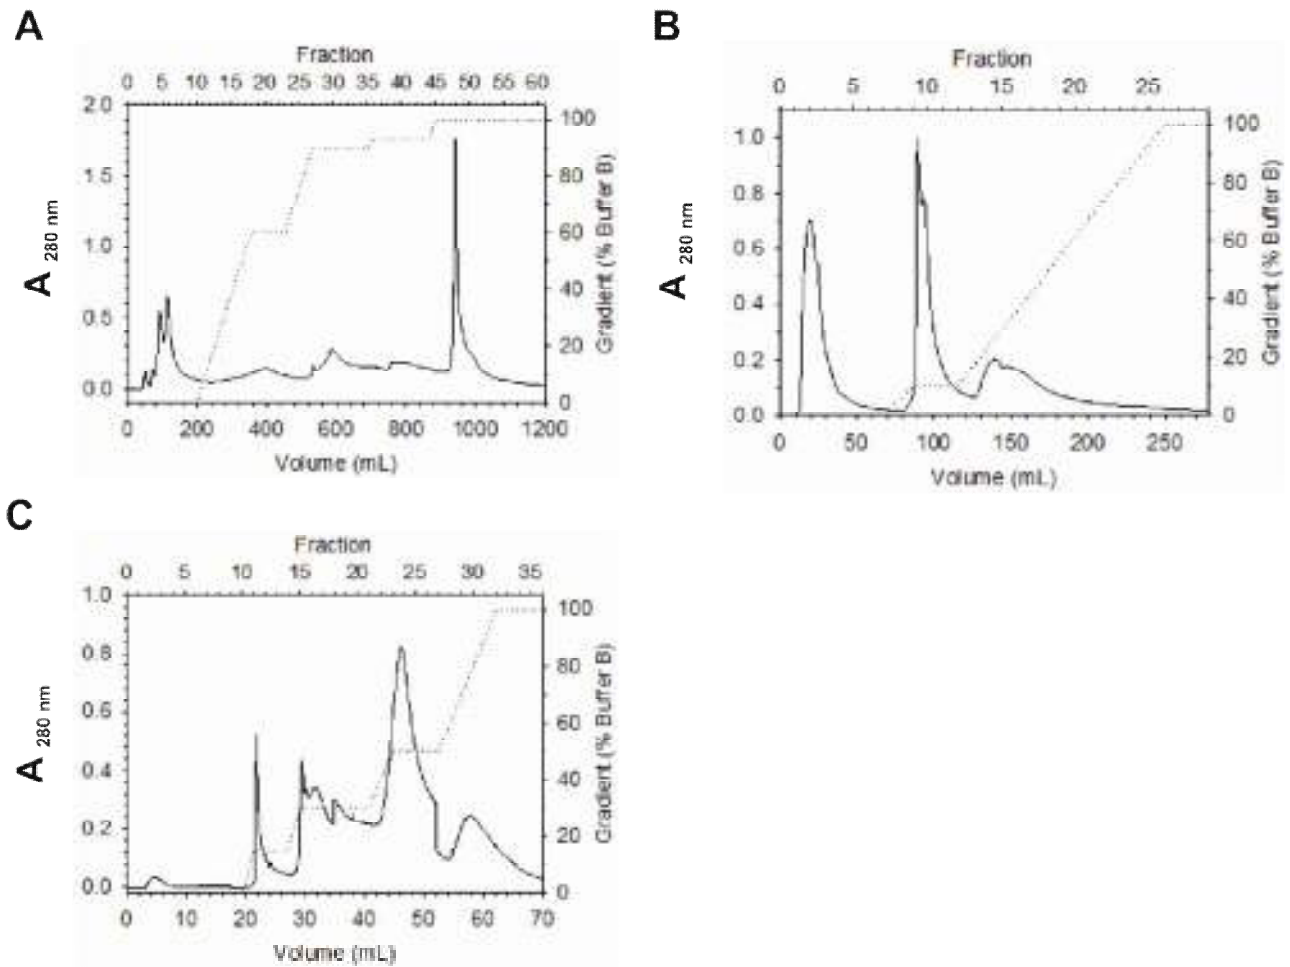 A
Fraction
0 5 10 15 20 25 30 35 40 45 50 55 60
2.0
1.5
1.0
0.5
0.0
A 280 nm
100
80
60
40
20
0
Gradient (% Buffer B)
0 200 400 600 800 1000 1200
Volume (mL)
B
Fraction
0 5 10 15 20 25
1.0
0.8
0.6
0.4
0.2
0.0
A 280 nm
100
80
60
40
20
0
Gradient (% Buffer B)
0 50 100 150 200 250
Volume (mL)
C
Fraction
0 5 10 15 20 25 30 35
1.0
0.8
0.6
0.4
0.2
0.0
A 280 nm
100
80
60
40
20
0
Gradient (% Buffer B)
0 10 20 30 40 50 60 70
Volume (mL)